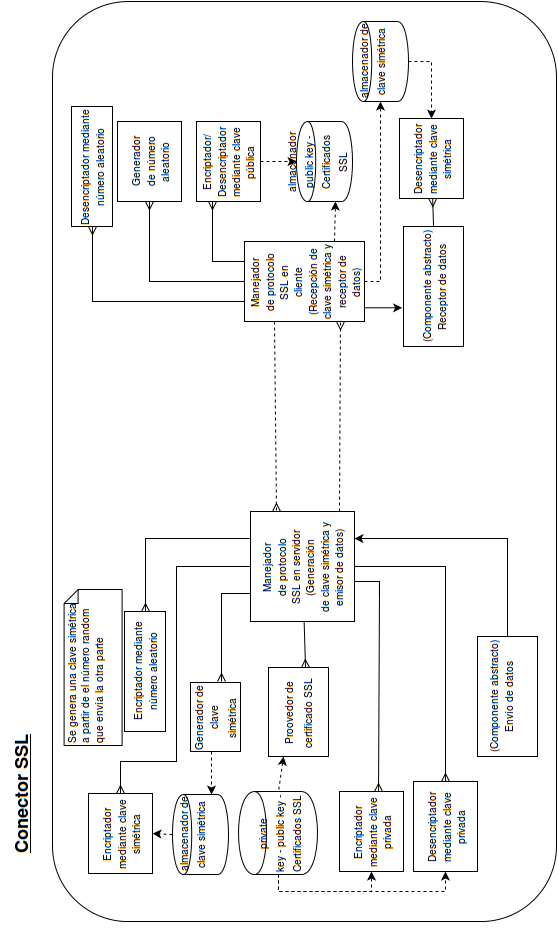 Conector SSL
Se genera una clave simétrica
a partir de el número random
que envía la otra parte
Encriptador mediante clave
simétrica
almacenador de
clave simétrica
private
key - public key
Certificados SSL
Encriptador
mediante clave
privada
Desencriptador
mediante clave
privada
Encriptador mediante
número aleatorio
Generador de
clave
simétrica
Proovedor de
certificado SSL
(Componente abstracto)
Envío de datos
Manejador
de protocolo
SSL en servidor
(Generación
de clave simétrica y
emisor de datos)
Desencriptador mediante
número aleatorio
Generador
de número
aleatorio
Encriptador/
Desencriptador
mediante clave
pública
almacenador
public key -
Certificados
SSL
almacenador de
clave simétrica
Desencriptador
mediante clave
simétrica
Manejador
de protocolo
SSL en
cliente
(Recepción de
clave simétrica y
receptor de
datos)
(Componente abstracto)
Receptor de datos